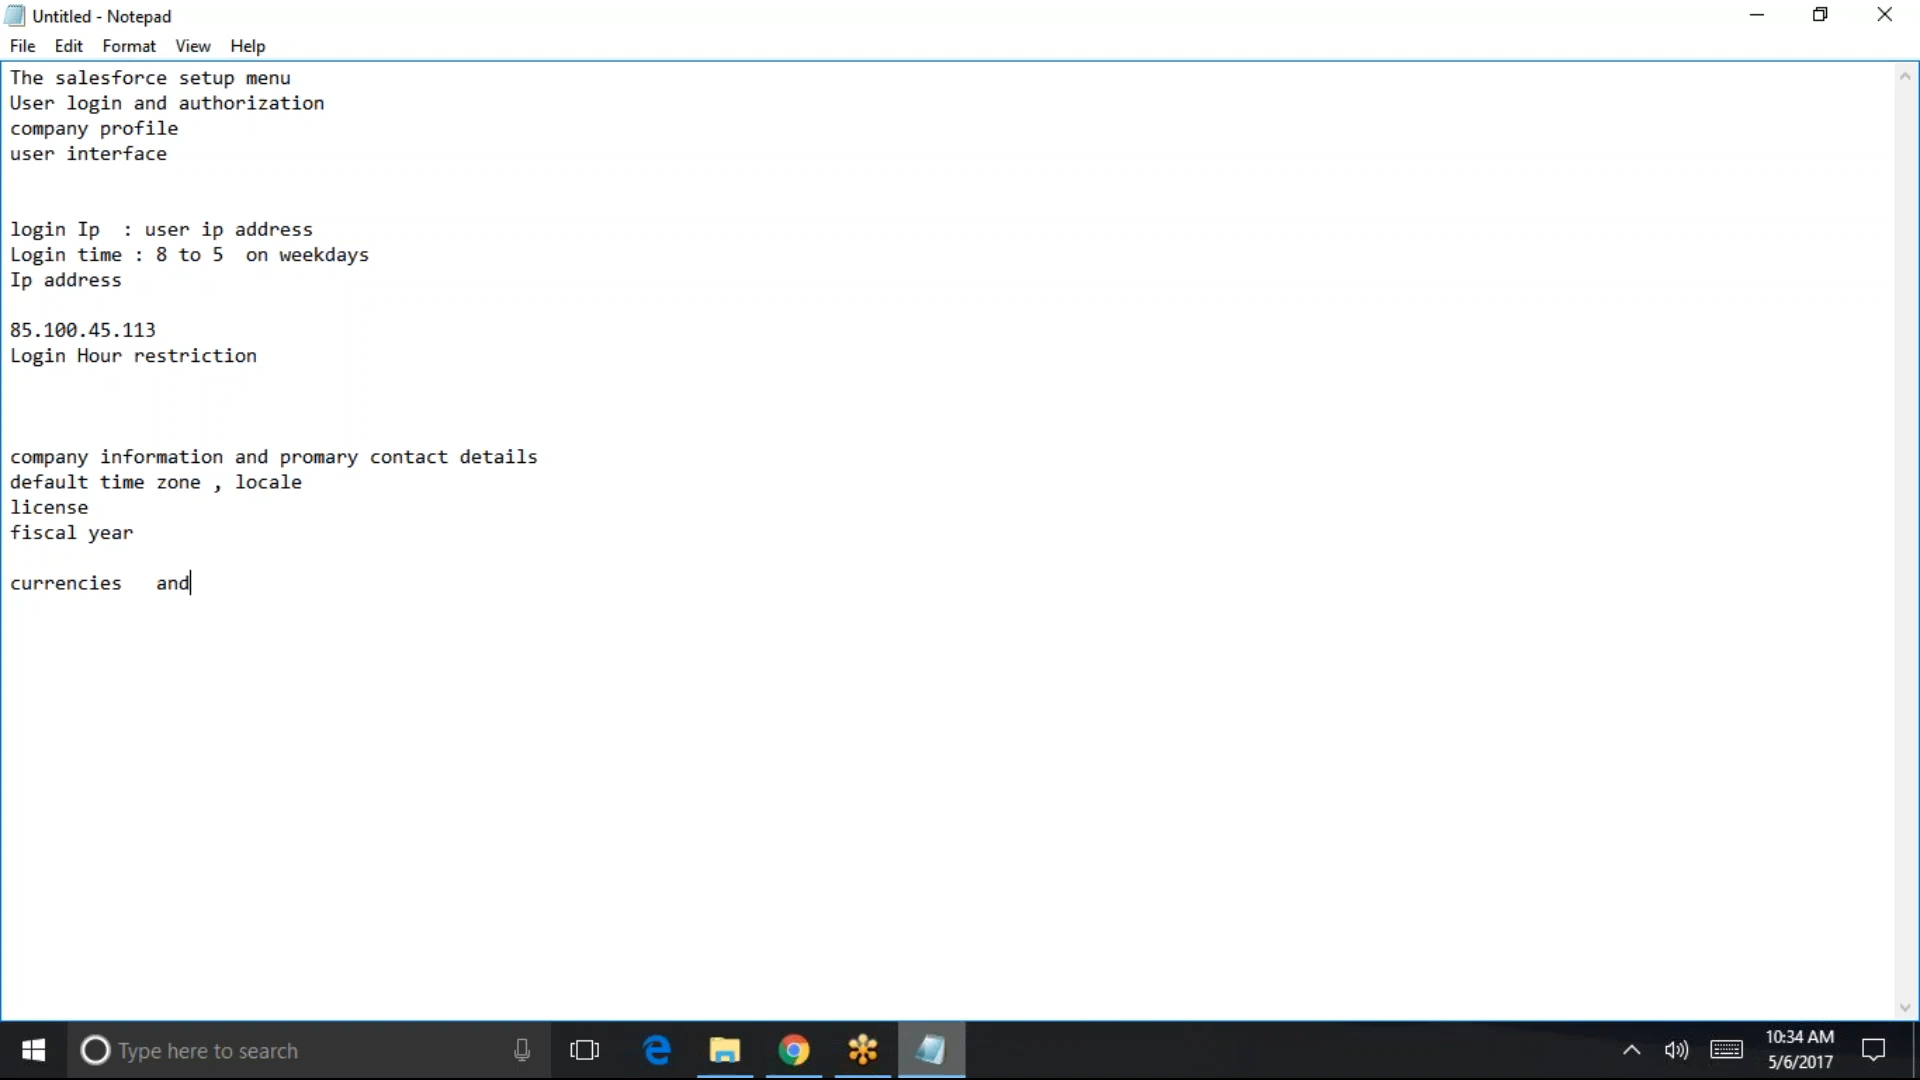 Untitled - Notepad
File Edit Format View Help
The salesforce setup menu
User login and authorization
company profile
user interface
login Ip  : user ip address
Login time : 8 to 5  on weekdays
Ip address
85.100.45.113
Login Hour restriction
company information and promary contact details
default time zone , locale
license
fiscal year
currencies   and
Type here to search
10:34 AM
5/6/2017